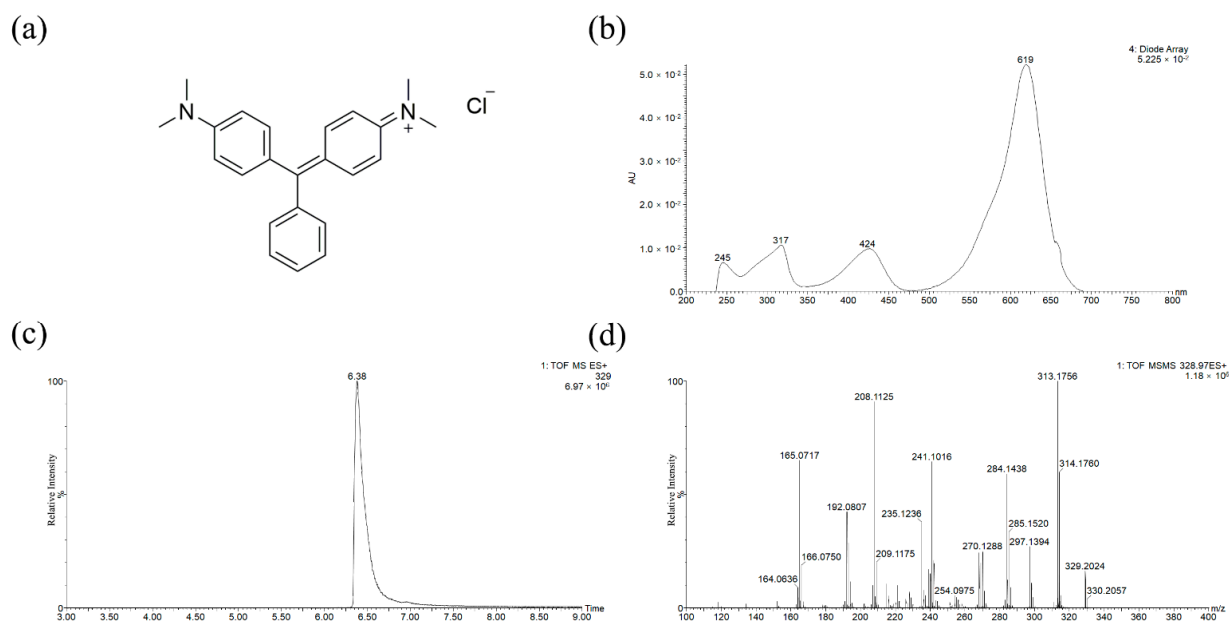 (a)
N
N
+
Cl−
(b)
4: Diode Array
5.225 × 10⁻²
619
5.0 × 10⁻²
4.0 × 10⁻²
3.0 × 10⁻²
2.0 × 10⁻²
1.0 × 10⁻²
0.0
AU
245
317
424
200 250 300 350 400 450 500 550 600 650 700 750 800
nm
(c)
1: TOF MS ES+
329
6.97 × 10⁶
6.38
100
Relative Intensity
%
0
3.00 3.50 4.00 4.50 5.00 5.50 6.00 6.50 7.00 7.50 8.00 8.50 9.00
Time
(d)
1: TOF MSMS 328.97ES+
1.18 × 10⁵
313.1756
100
208.1125
165.0717
241.1016
314.1760
284.1438
192.0807
235.1236
285.1520
166.0750
209.1175
270.1288
297.1394
164.0636
254.0975
329.2024
330.2057
Relative Intensity
%
0
100 120 140 160 180 200 220 240 260 280 300 320 340 360 380 400
m/z